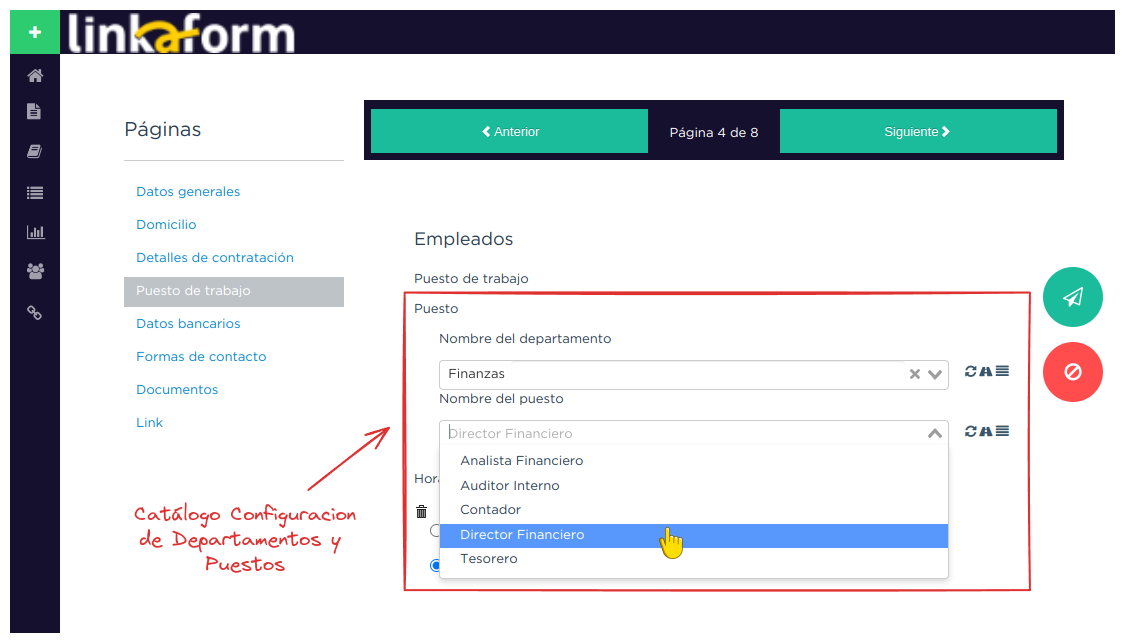 +
linkaform
Páginas
Anterior
Página 4 de 8
Siguiente
Datos generales
Domicilio
Detalles de contratación
Puesto de trabajo
Datos bancarios
Formas de contacto
Documentos
Link
Empleados
Puesto de trabajo
Puesto
Nombre del departamento
Finanzas
Nombre del puesto
Director Financiero
Analista Financiero
Auditor Interno
Contador
Director Financiero
Tesorero
Catálogo Configuracion
de Departamentos y
Puestos